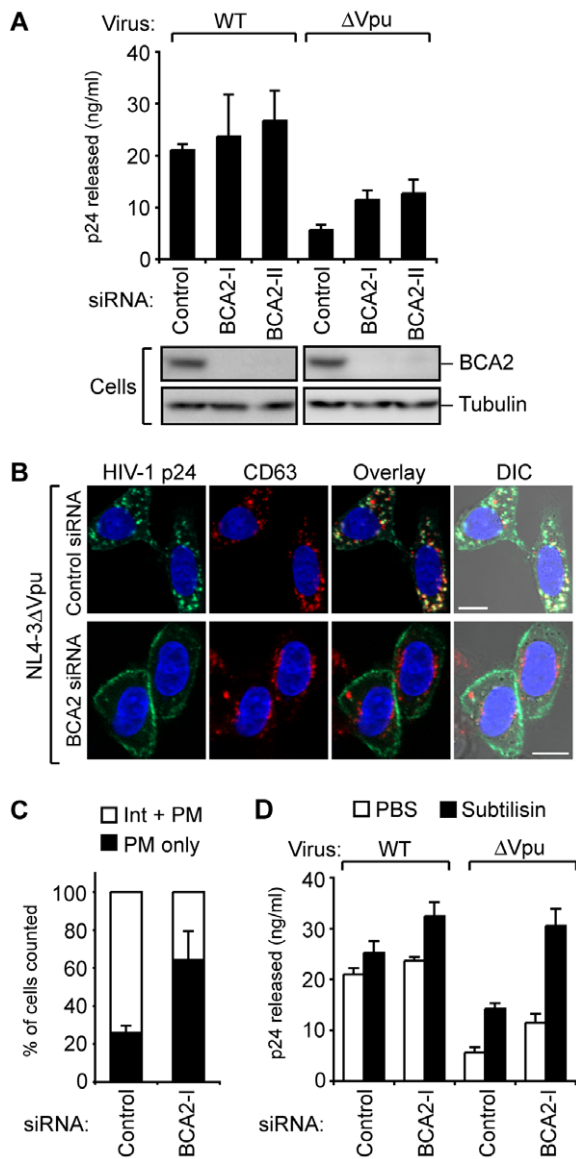 A
Virus: WT ΔVpu
p24 released (ng/ml)
40
30
20
10
0
siRNA: Control BCA2-I BCA2-II Control BCA2-I BCA2-II
Cells
BCA2
Tubulin
B
HIV-1 p24 CD63 Overlay DIC
NL4-3ΔVpu
Control siRNA
BCA2 siRNA
C
Int + PM
PM only
% of cells counted
100
80
60
40
20
0
siRNA: Control BCA2-I
D
PBS Subtilisin
Virus: WT ΔVpu
p24 released (ng/ml)
40
30
20
10
0
siRNA: Control BCA2-I Control BCA2-I